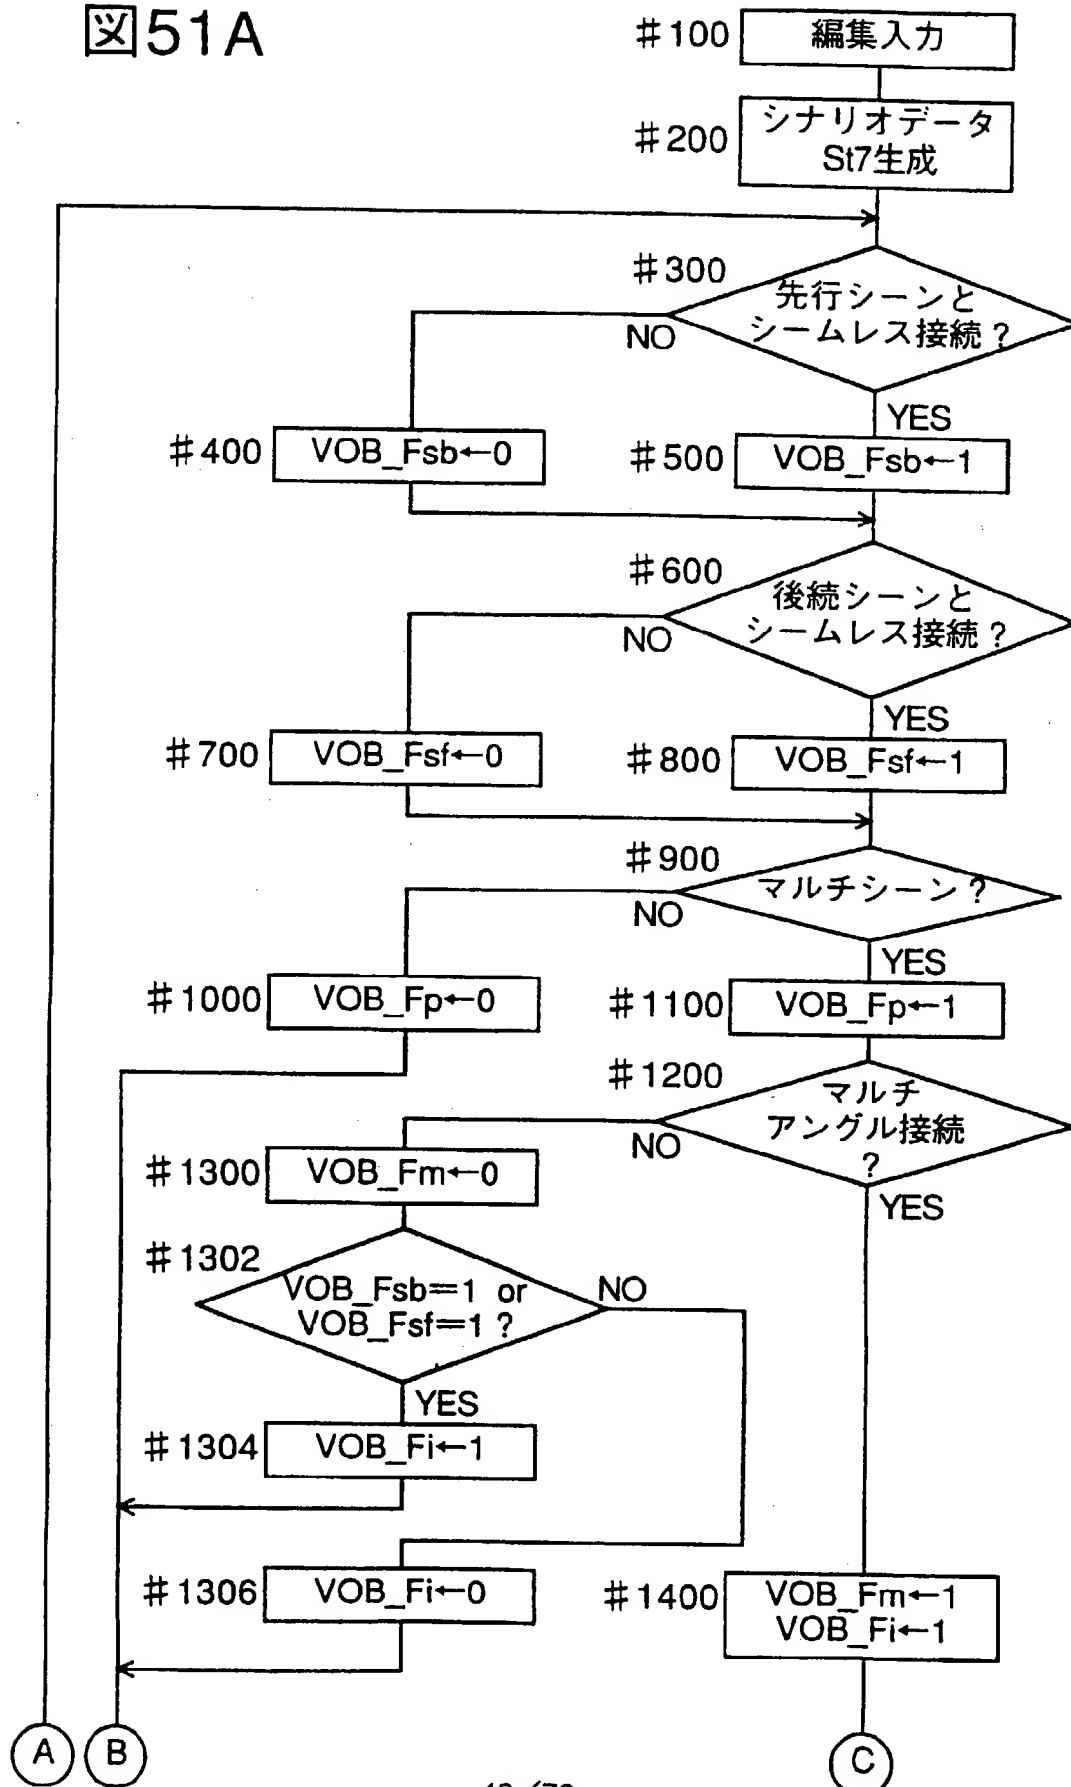 図51A
#100
編集入力
#200
シナリオデータ
St7生成
#300
先行シーンと
シームレス接続?
NO
YES
#400
VOB_Fsb←0
#500
VOB_Fsb←1
#600
後続シーンと
シームレス接続?
NO
YES
#700
VOB_Fsf←0
#800
VOB_Fsf←1
#900
マルチシーン?
NO
YES
#1000
VOB_Fp←0
#1100
VOB_Fp←1
#1200
マルチ
アングル接続
?
NO
YES
#1300
VOB_Fm←0
#1302
VOB_Fsb=1 or
VOB_Fsf=1?
NO
YES
#1304
VOB_Fi←1
#1306
VOB_Fi←0
#1400
VOB_Fm←1
VOB_Fi←1
A
B
C